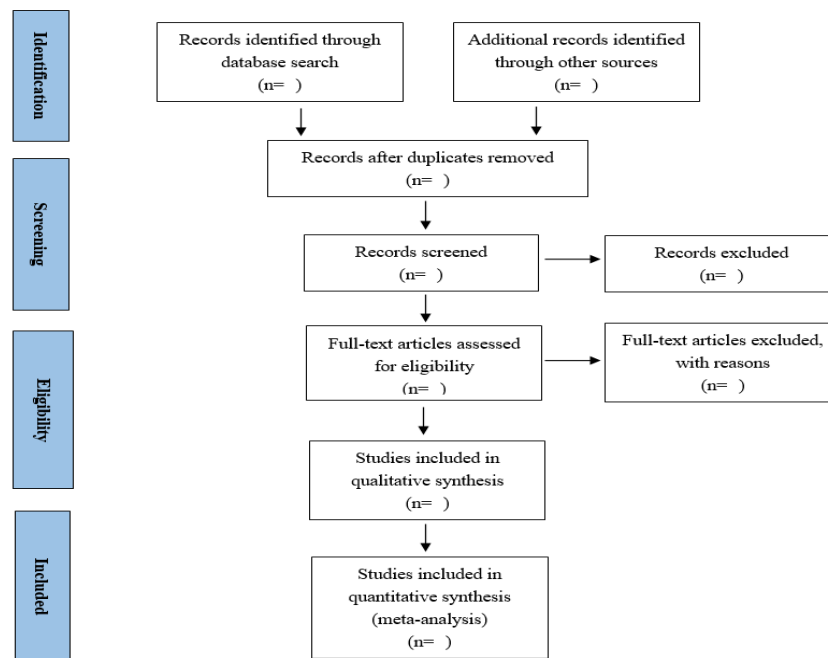 Identification
Records identified through
database search
(n=  )
Additional records identified
through other sources
(n=  )
Records after duplicates removed
(n=  )
Screening
Records screened
(n=  )
Records excluded
(n=  )
Eligibility
Full-text articles assessed
for eligibility
(n=  )
Full-text articles excluded,
with reasons
(n=  )
Studies included in
qualitative synthesis
(n=  )
Included
Studies included in
quantitative synthesis
(meta-analysis)
(n=  )